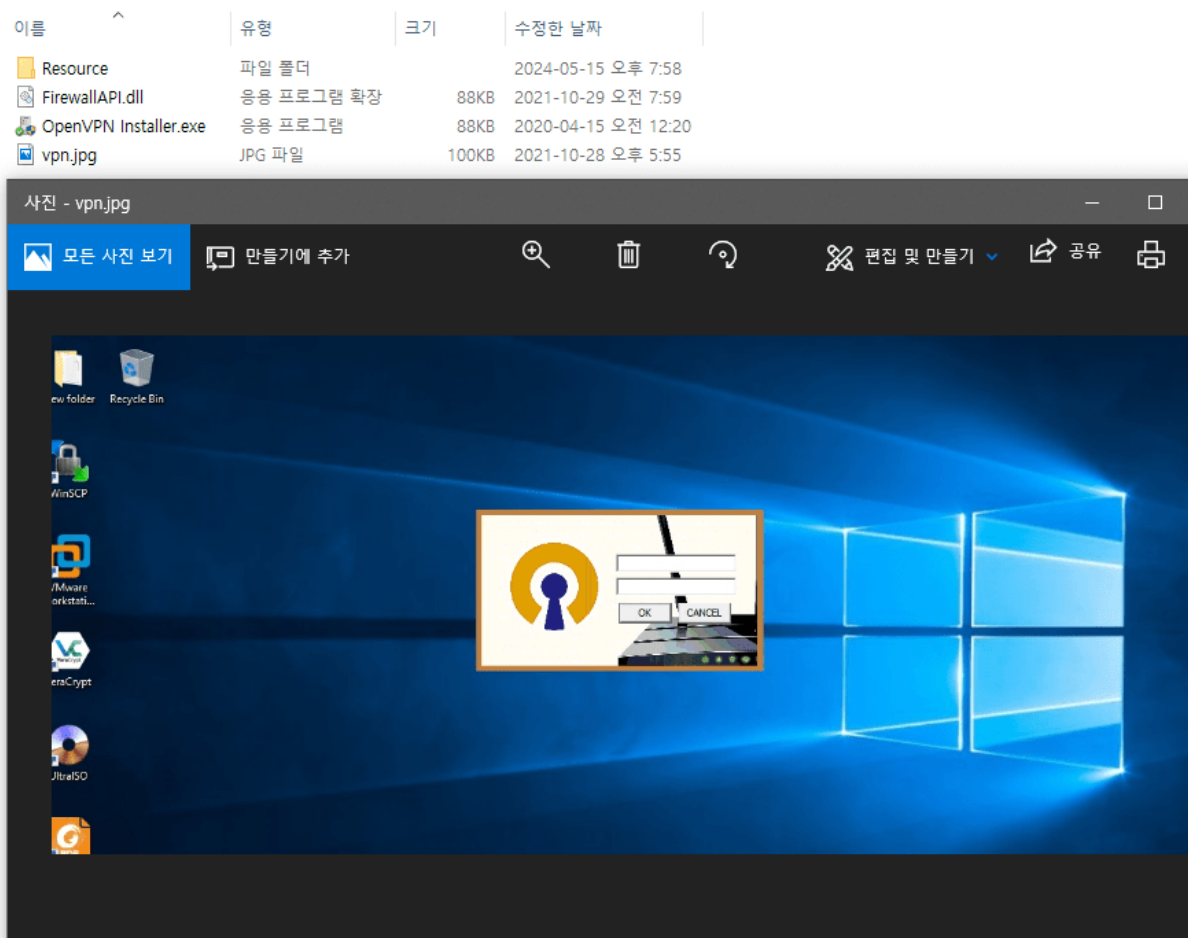 이름 유형 크기 수정한 날짜
Resource 파일 폴더 2024-05-15 오후 7:58
FirewallAPI.dll 응용 프로그램 확장 88KB 2021-10-29 오전 7:59
OpenVPN Installer.exe 응용 프로그램 88KB 2020-04-15 오전 12:20
vpn.jpg JPG 파일 100KB 2021-10-28 오후 5:55
사진 - vpn.jpg
모든 사진 보기 만들기에 추가 편집 및 만들기 공유
ew folder Recycle Bin
WinSCP
OK CANCEL
VMware
orkstati...
eraCrypt
UltraISO